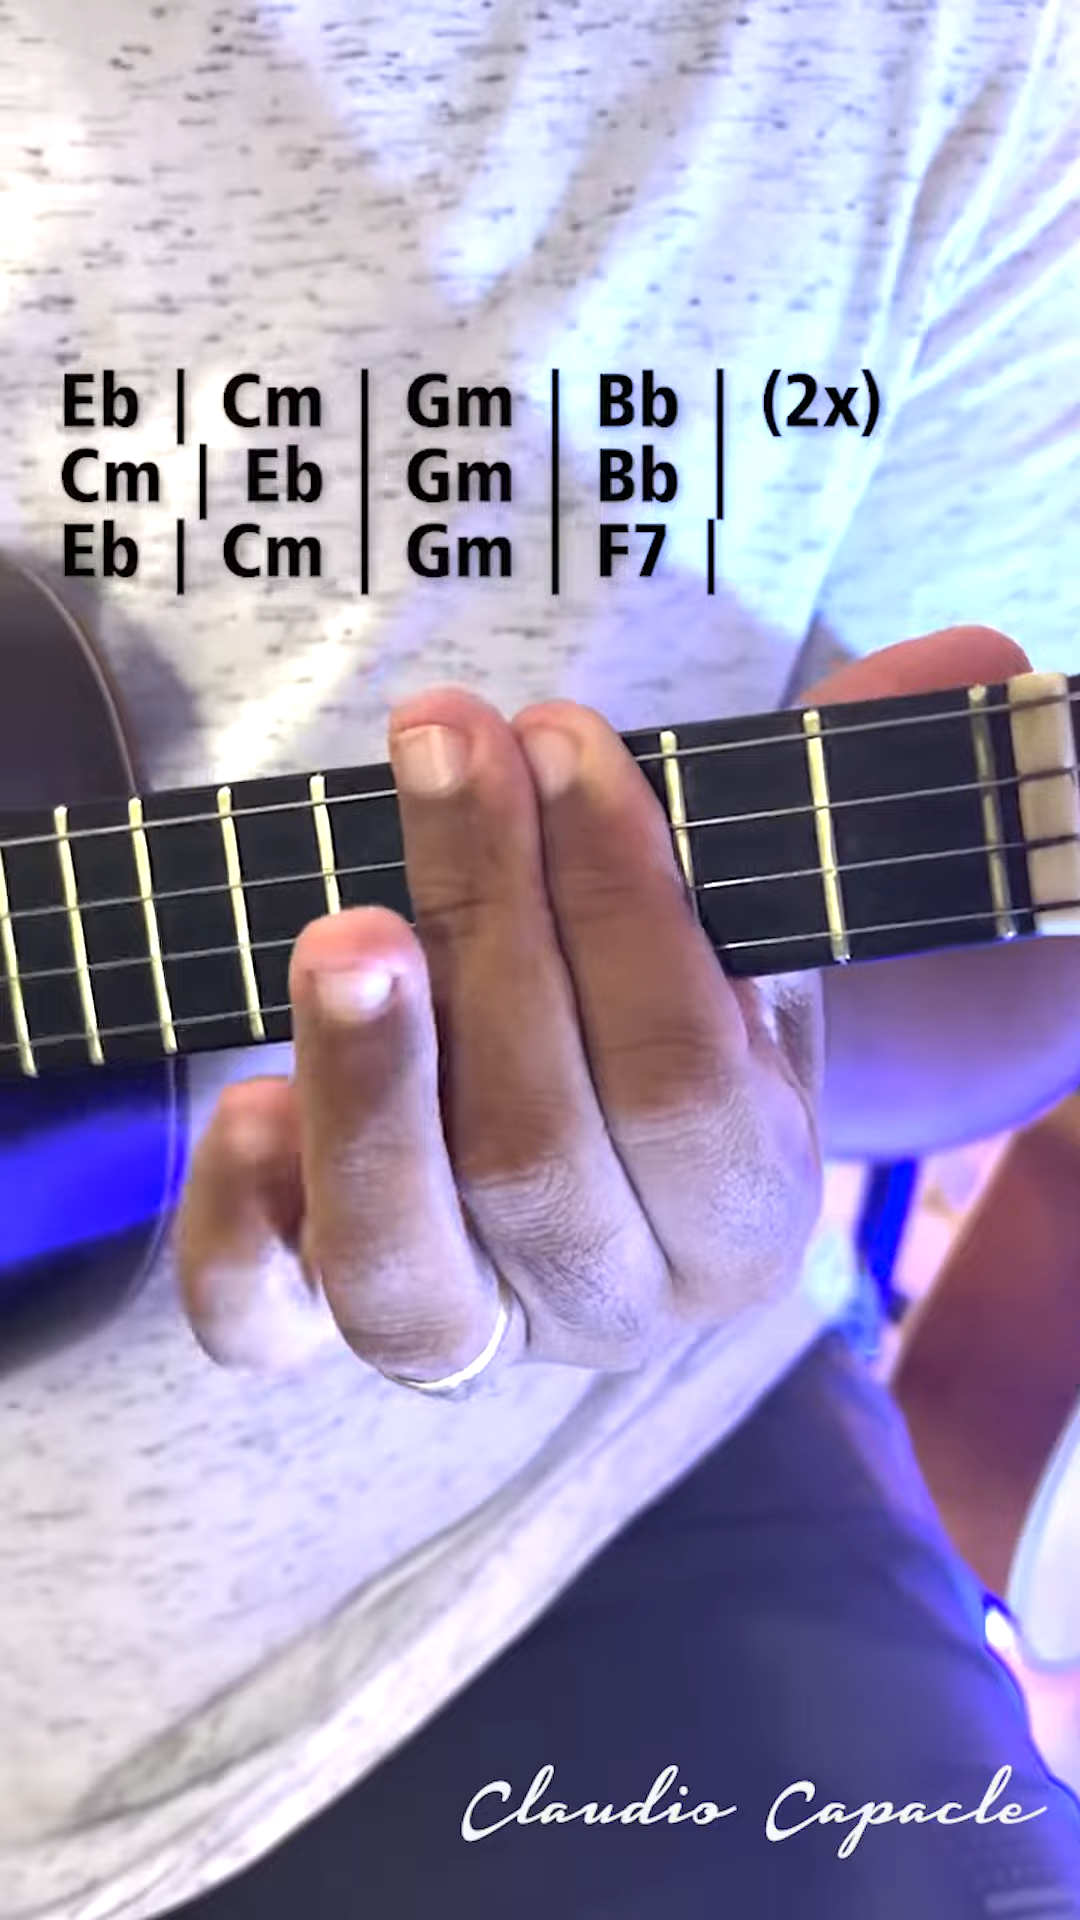 Eb | Cm | Gm | Bb | (2x)
Cm | Eb | Gm | Bb |
Eb | Cm | Gm | F7 |
Claudio Capacle